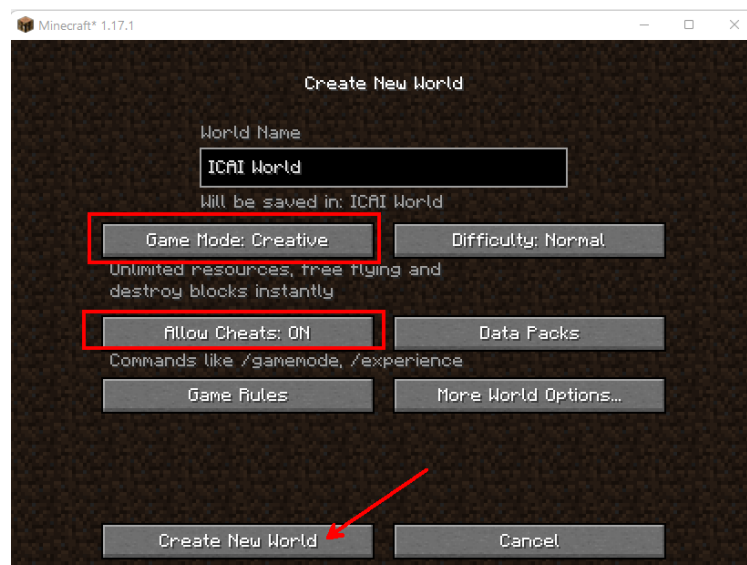 Minecraft* 1.17.1
Create New World
World Name
ICAI World
Will be saved in: ICAI World
Game Mode: Creative
Difficulty: Normal
Unlimited resources, free flying and
destroy blocks instantly
Allow Cheats: ON
Data Packs
Commands like /gamemode, /experience
Game Rules
More World Options...
Create New World
Cancel